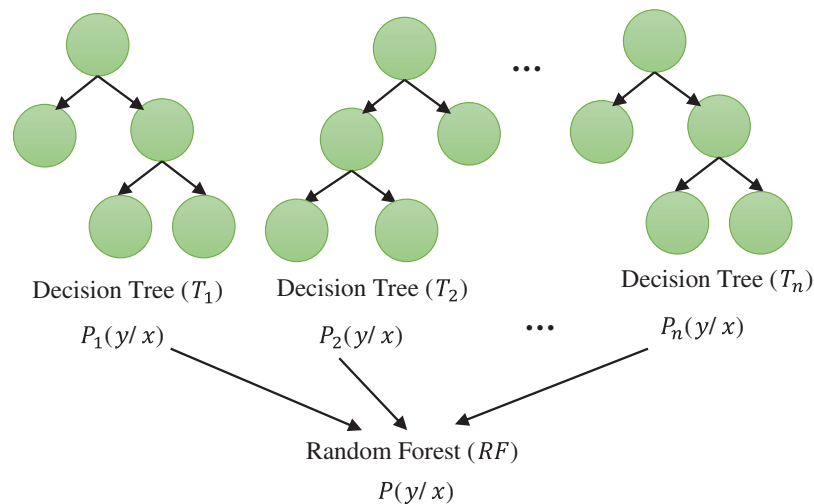 ...
Decision Tree (T₁)
Decision Tree (T₂)
Decision Tree (Tₙ)
P₁(y/ x)
P₂(y/ x)
...
Pₙ(y/ x)
Random Forest (RF)
P(y/ x)